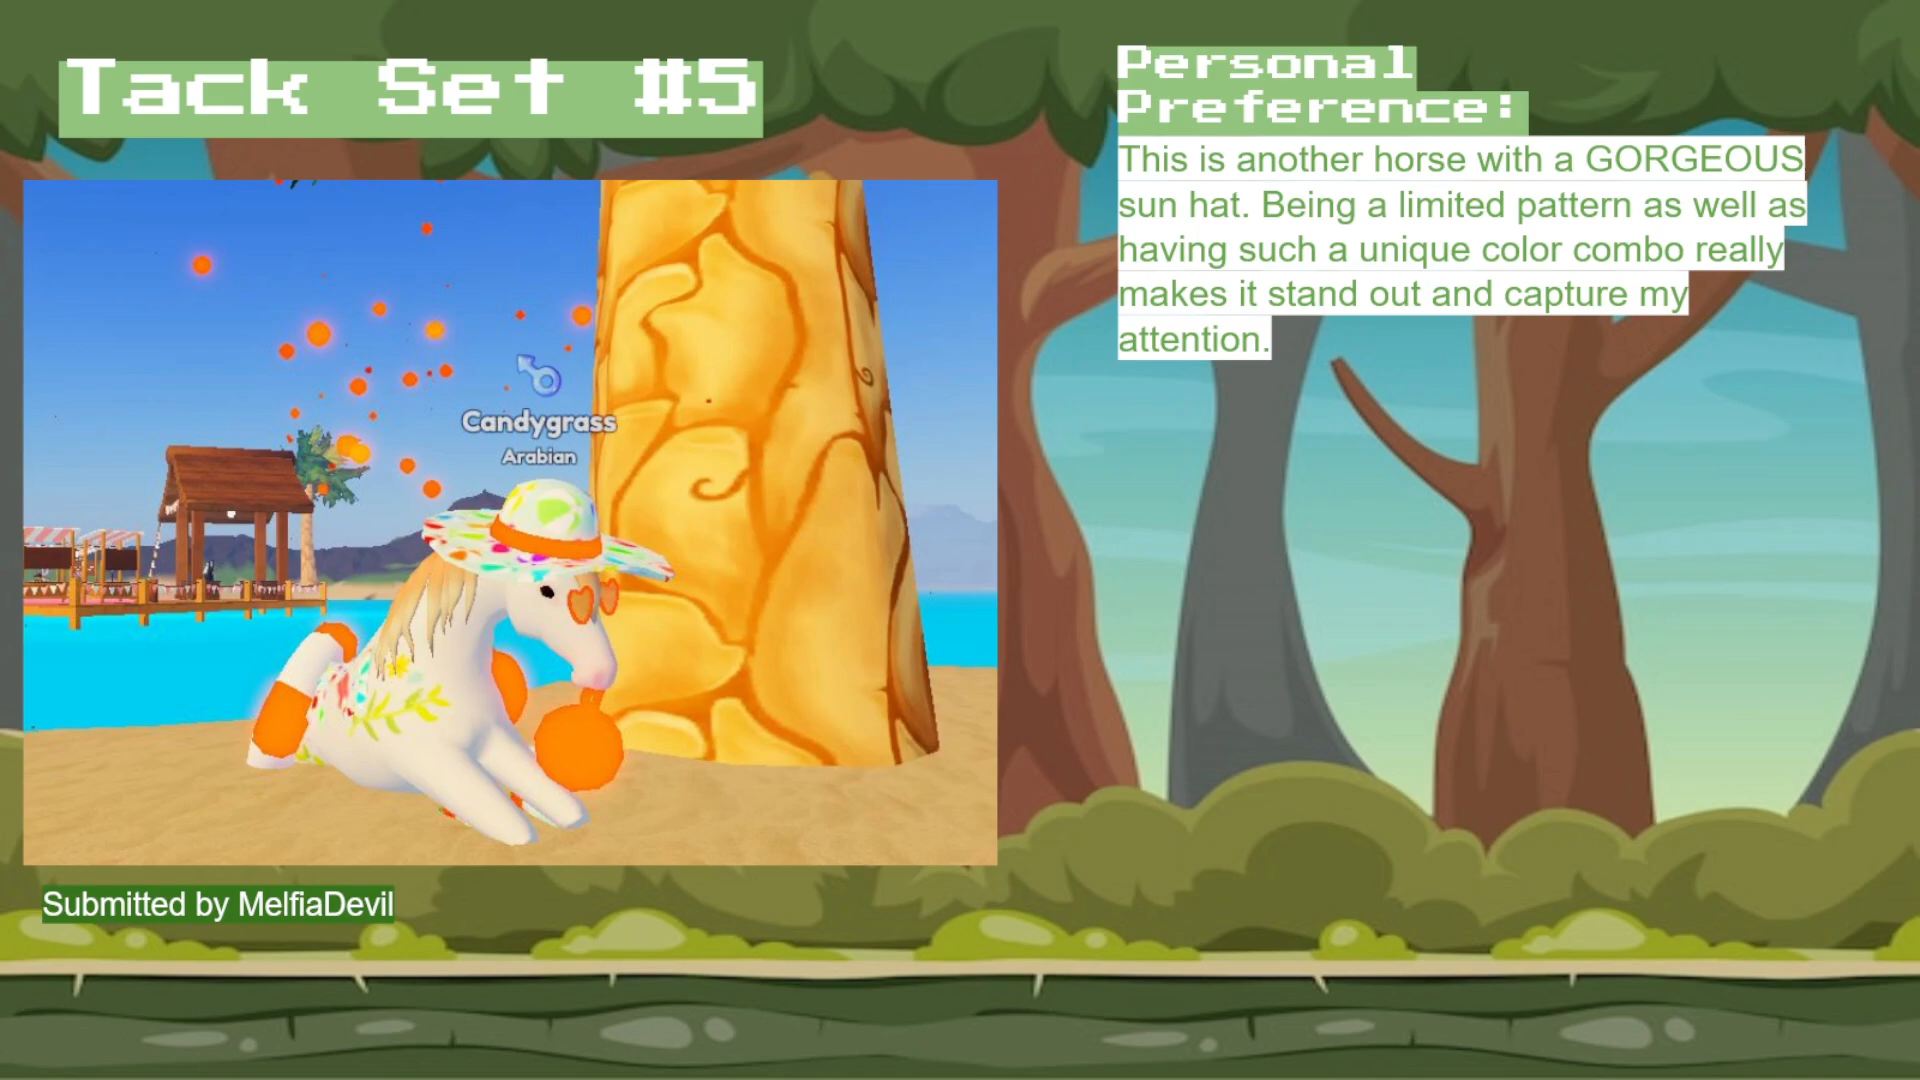 Tack Set #5
Candygrass
Arabian
Submitted by MelfiaDevil
Personal
Preference:
This is another horse with a GORGEOUS
sun hat. Being a limited pattern as well as
having such a unique color combo really
makes it stand out and capture my
attention.